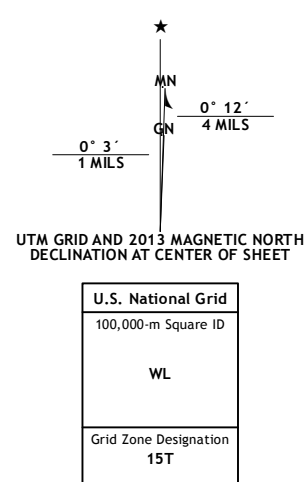 MN
GN
0° 12´
4 MILS
0° 3´
1 MILS
UTM GRID AND 2013 MAGNETIC NORTH
DECLINATION AT CENTER OF SHEET
U.S. National Grid
100,000-m Square ID
WL
Grid Zone Designation
15T